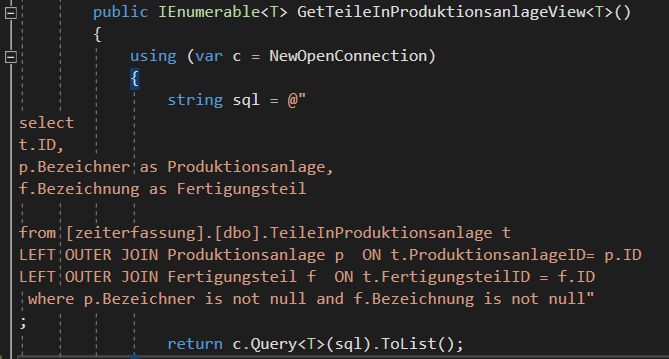 public IEnumerable<T> GetTeileInProduktionsanlageView<T>()
{
using (var c = NewOpenConnection)
{
string sql = @"
select
t.ID,
p.Bezeichner as Produktionsanlage,
f.Bezeichnung as Fertigungsteil
from [zeiterfassung].[dbo].TeileInProduktionsanlage t
LEFT OUTER JOIN Produktionsanlage p  ON t.ProduktionsanlageID= p.ID
LEFT OUTER JOIN Fertigungsteil f  ON t.FertigungsteilID = f.ID
where p.Bezeichner is not null and f.Bezeichnung is not null"
;
return c.Query<T>(sql).ToList();